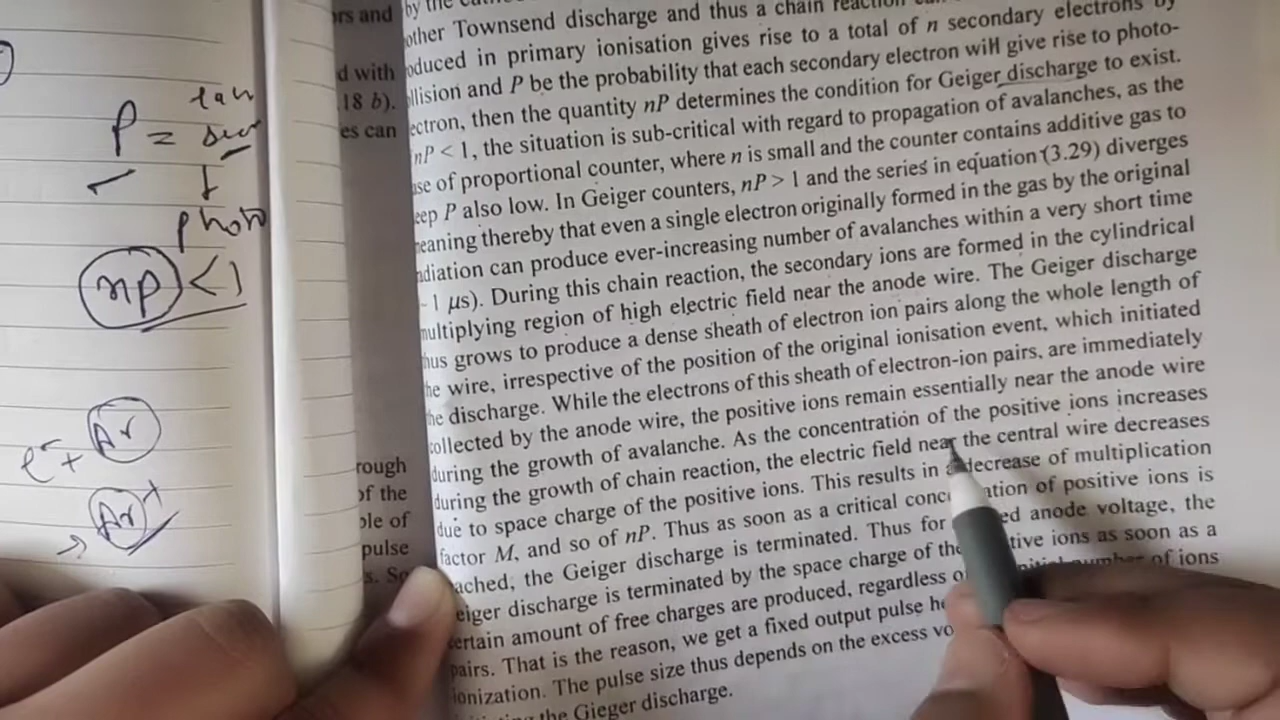 P = tah
sec
photo
np < 1
e- + Ar
Ar+
rs and
d with
18 b).
es can
rough
of the
ple of
pulse
s. So
by the
other Townsend discharge and thus a chain reaction
oduced in primary ionisation gives rise to a total of n secondary electrons by
llision and P be the probability that each secondary electron will give rise to photo-
ectron, then the quantity nP determines the condition for Geiger discharge to exist.
nP < 1, the situation is sub-critical with regard to propagation of avalanches, as the
ase of proportional counter, where n is small and the counter contains additive gas to
eep P also low. In Geiger counters, nP > 1 and the series in equation (3.29) diverges
eaning thereby that even a single electron originally formed in the gas by the original
adiation can produce ever-increasing number of avalanches within a very short time
~ 1 μs). During this chain reaction, the secondary ions are formed in the cylindrical
multiplying region of high electric field near the anode wire. The Geiger discharge
hus grows to produce a dense sheath of electron ion pairs along the whole length of
he wire, irrespective of the position of the original ionisation event, which initiated
he discharge. While the electrons of this sheath of electron-ion pairs, are immediately
collected by the anode wire, the positive ions remain essentially near the anode wire
during the growth of avalanche. As the concentration of the positive ions increases
during the growth of chain reaction, the electric field near the central wire decreases
due to space charge of the positive ions. This results in a decrease of multiplication
factor M, and so of nP. Thus as soon as a critical conc ation of positive ions is
ached, the Geiger discharge is terminated. Thus for ed anode voltage, the
eiger discharge is terminated by the space charge of the tive ions as soon as a
ertain amount of free charges are produced, regardless o number of ions
pairs. That is the reason, we get a fixed output pulse he
ionization. The pulse size thus depends on the excess vo
the Gieger discharge.